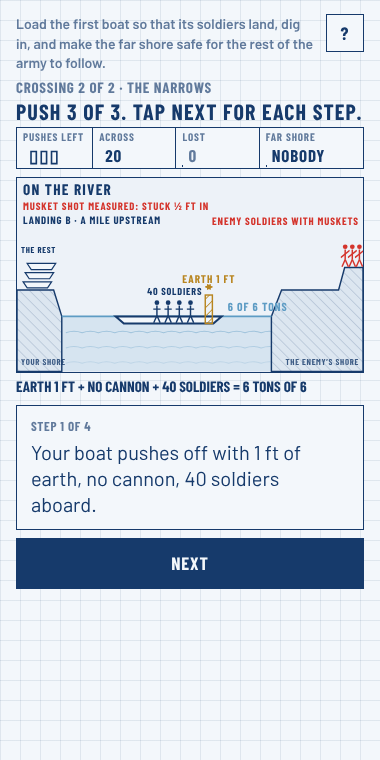 Load the first boat so that its soldiers land, dig
in, and make the far shore safe for the rest of the
army to follow.
?
CROSSING 2 OF 2 · THE NARROWS
PUSH 3 OF 3. TAP NEXT FOR EACH STEP.
PUSHES LEFT
ACROSS
20
LOST
0
FAR SHORE
NOBODY
ON THE RIVER
MUSKET SHOT MEASURED: STUCK ½ FT IN
LANDING B · A MILE UPSTREAM
ENEMY SOLDIERS WITH MUSKETS
THE REST
EARTH 1 FT
40 SOLDIERS
6 OF 6 TONS
YOUR SHORE
THE ENEMY'S SHORE
EARTH 1 FT + NO CANNON + 40 SOLDIERS = 6 TONS OF 6
STEP 1 OF 4
Your boat pushes off with 1 ft of
earth, no cannon, 40 soldiers
aboard.
NEXT